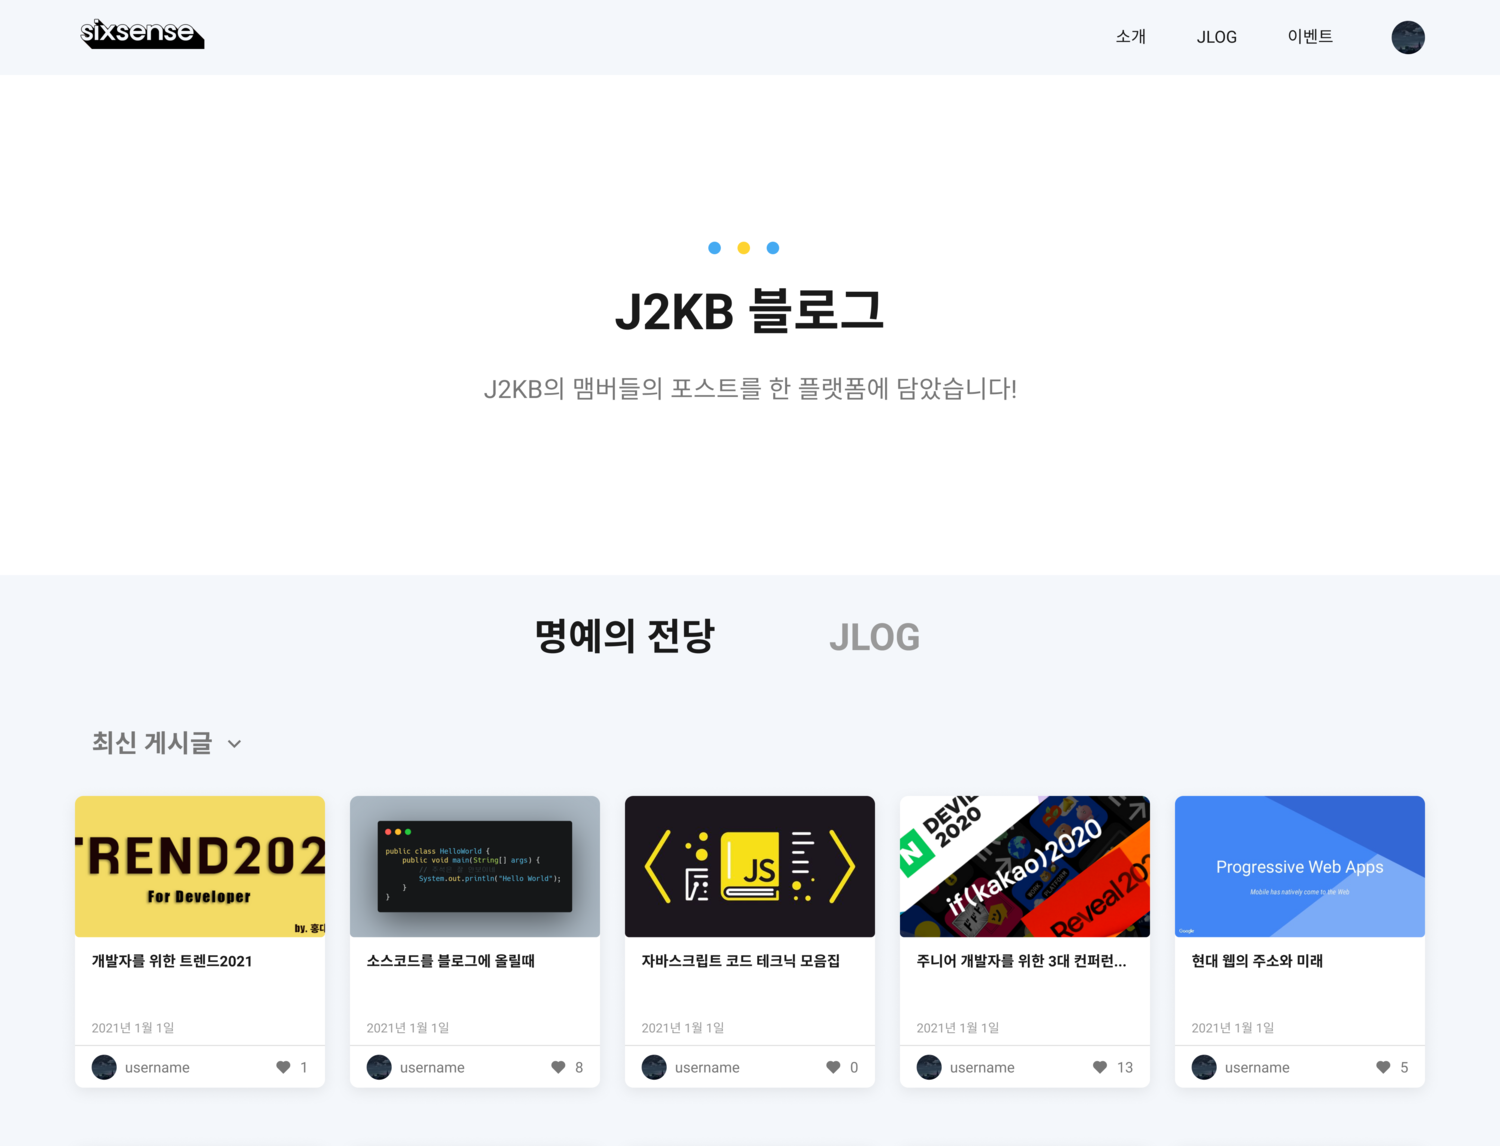 sixsense
소개 JLOG 이벤트
J2KB 블로그
J2KB의 맴버들의 포스트를 한 플랫폼에 담았습니다!
명예의 전당 JLOG
최신 게시글
TREND202
For Developer
by. 홍대
개발자를 위한 트렌드2021
2021년 1월 1일
username 1
public class HelloWorld {
public void main(String[] args) {
System.out.println("Hello World");
}
}
소스코드를 블로그에 올릴때
2021년 1월 1일
username 8
JS
자바스크립트 코드 테크닉 모음집
2021년 1월 1일
username 0
N
DEVIE
2020
if(kakao)2020
Reveal202
주니어 개발자를 위한 3대 컨퍼런...
2021년 1월 1일
username 13
Progressive Web Apps
Mobile has natively come to the Web
Google
현대 웹의 주소와 미래
2021년 1월 1일
username 5